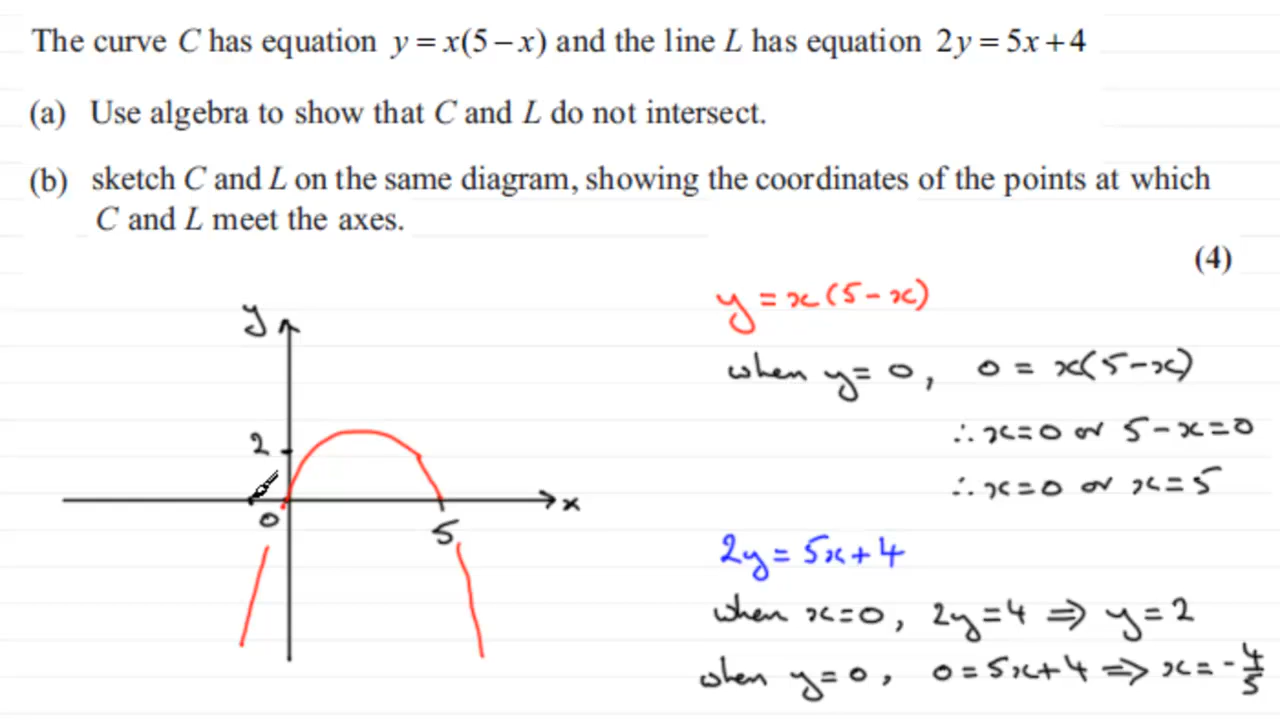 The curve C has equation y = x(5 − x) and the line L has equation 2y = 5x + 4
(a) Use algebra to show that C and L do not intersect.
(b) sketch C and L on the same diagram, showing the coordinates of the points at which
C and L meet the axes.
(4)
y
2
0
5
x
y = x(5 − x)
when y = 0, 0 = x(5 − x)
∴ x = 0 or 5 − x = 0
∴ x = 0 or x = 5
2y = 5x + 4
when x = 0, 2y = 4 ⇒ y = 2
when y = 0, 0 = 5x + 4 ⇒ x = −4/5